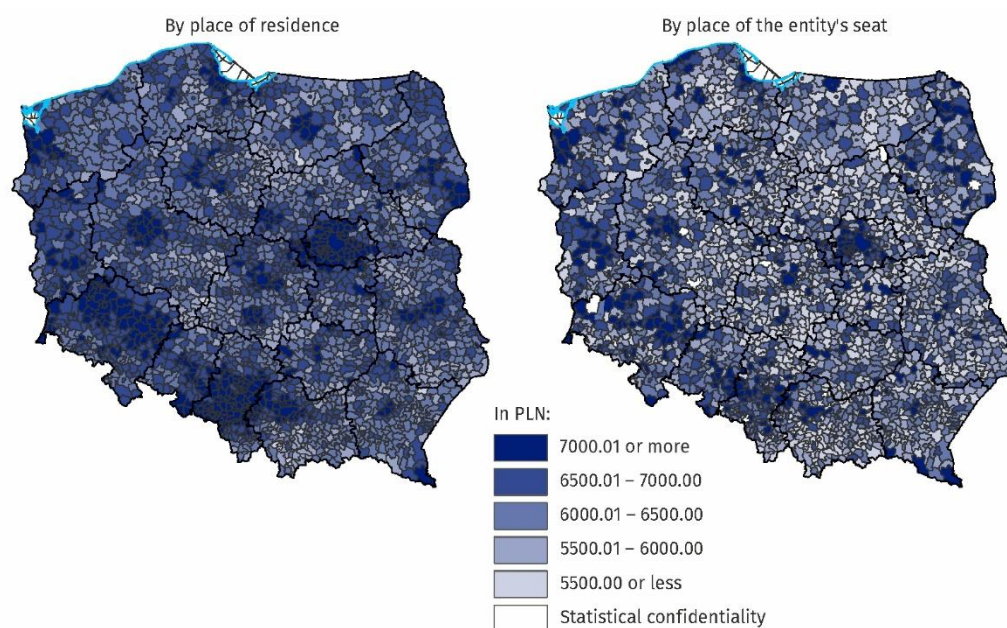 By place of residence
By place of the entity's seat
In PLN:
7000.01 or more
6500.01 – 7000.00
6000.01 – 6500.00
5500.01 – 6000.00
5500.00 or less
Statistical confidentiality